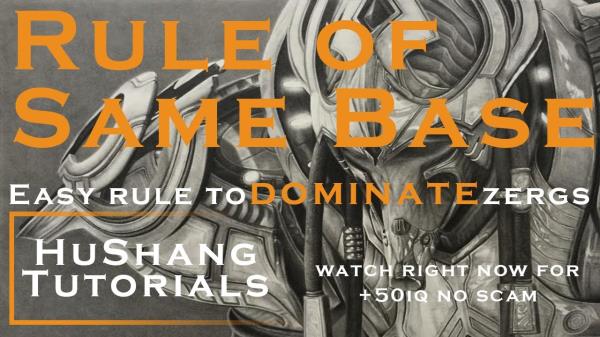 Rule of
Same Base
Easy rule to DOMINATE zergs
HuShang
Tutorials
watch right now for
+50iq no scam